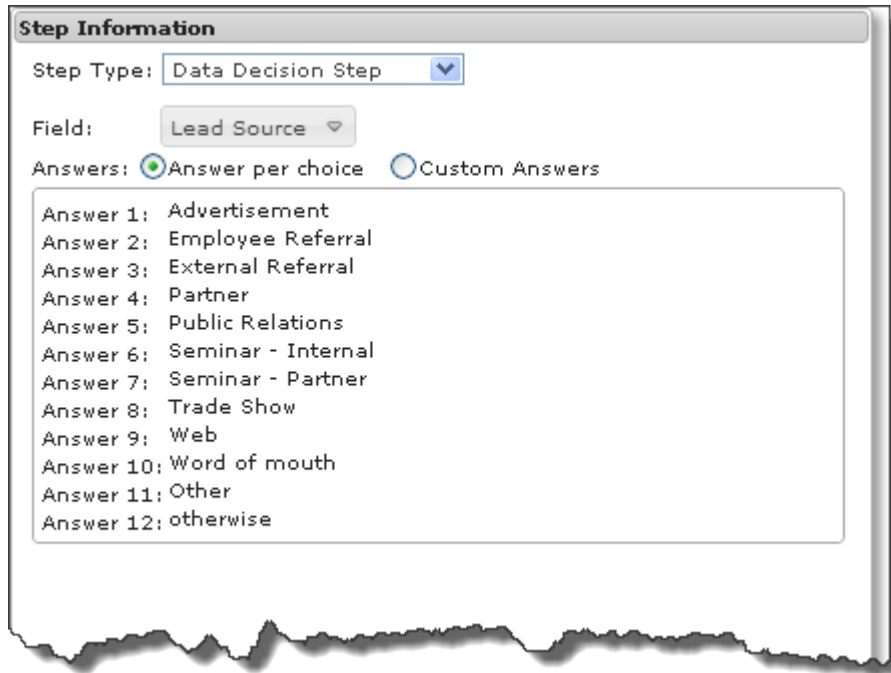 Step Information
Step Type: Data Decision Step
Field: Lead Source
Answers: Answer per choice Custom Answers
Answer 1: Advertisement
Answer 2: Employee Referral
Answer 3: External Referral
Answer 4: Partner
Answer 5: Public Relations
Answer 6: Seminar - Internal
Answer 7: Seminar - Partner
Answer 8: Trade Show
Answer 9: Web
Answer 10: Word of mouth
Answer 11: Other
Answer 12: otherwise